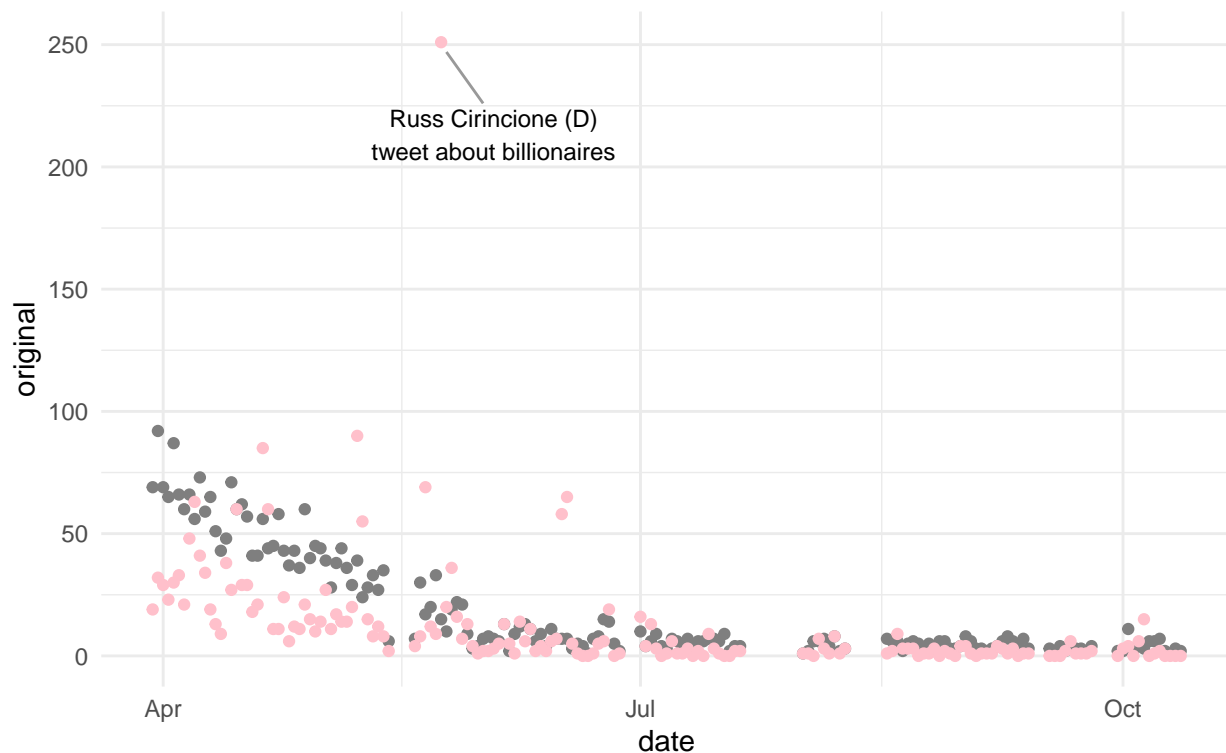 250
200
150
100
50
0
original
Russ Cirincione (D)
tweet about billionaires
Apr
Jul
Oct
date